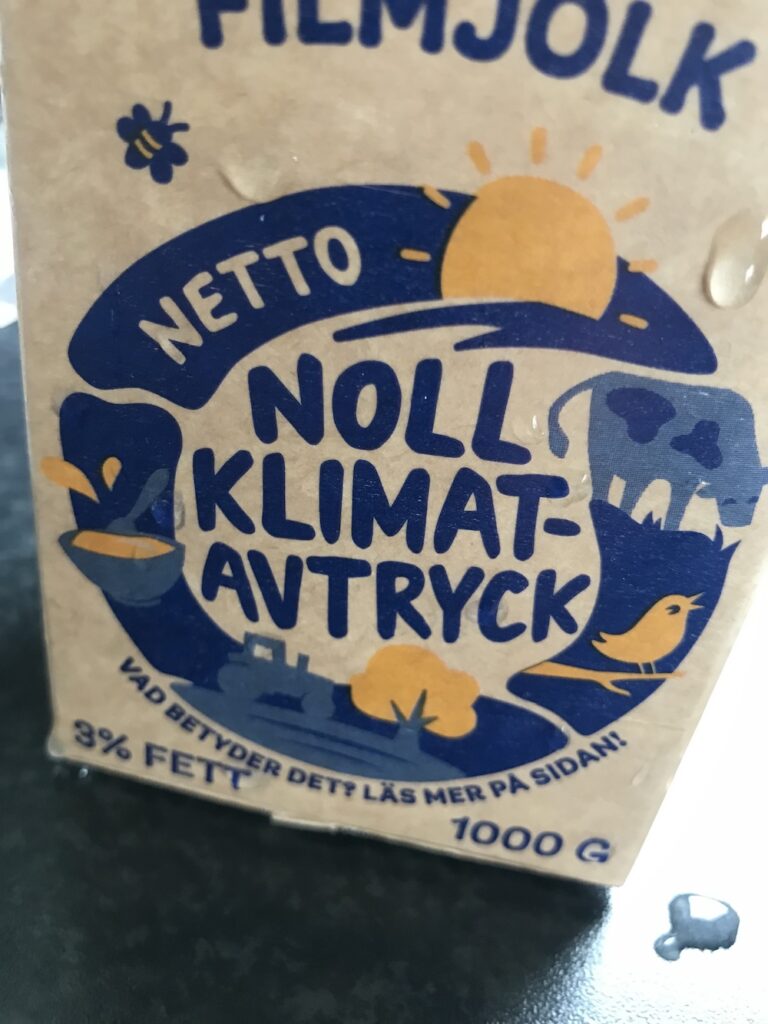 FILMJÖLK
NETTO
NOLL
KLIMAT-
AVTRYCK
VAD BETYDER DET? LÄS MER PÅ SIDAN!
3% FETT
1000 G